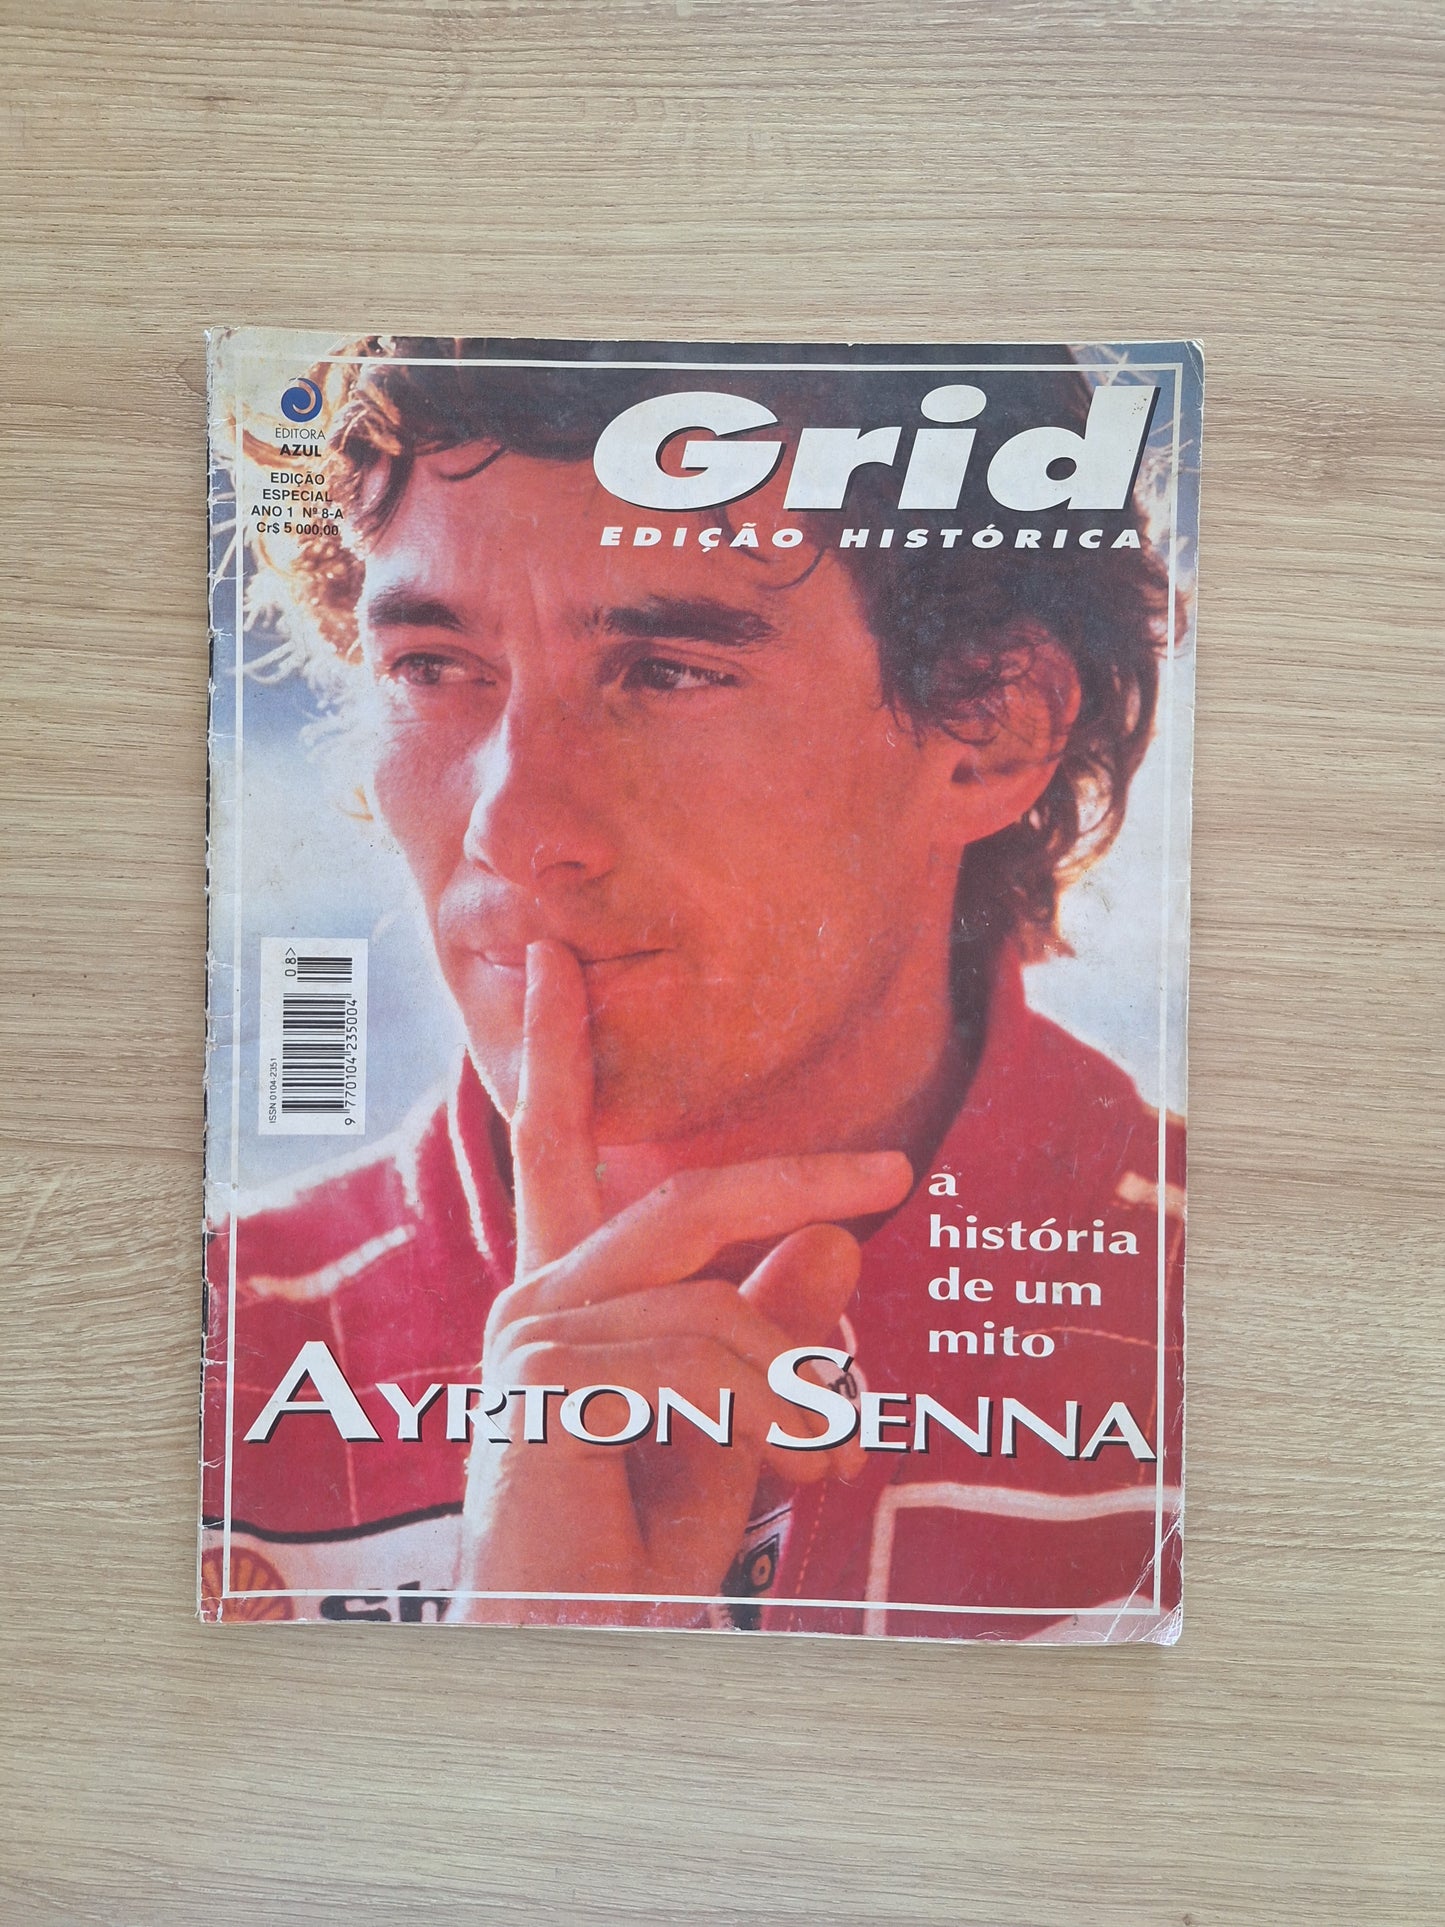 EDITORA
AZUL
EDIÇÃO
ESPECIAL
ANO 1 Nº 8-A
Cr$ 5 000,00
Grid
EDIÇÃO HISTÓRICA
ISSN 0104-2351
9 770104 235004
08>
a
história
de um
mito
AYRTON SENNA